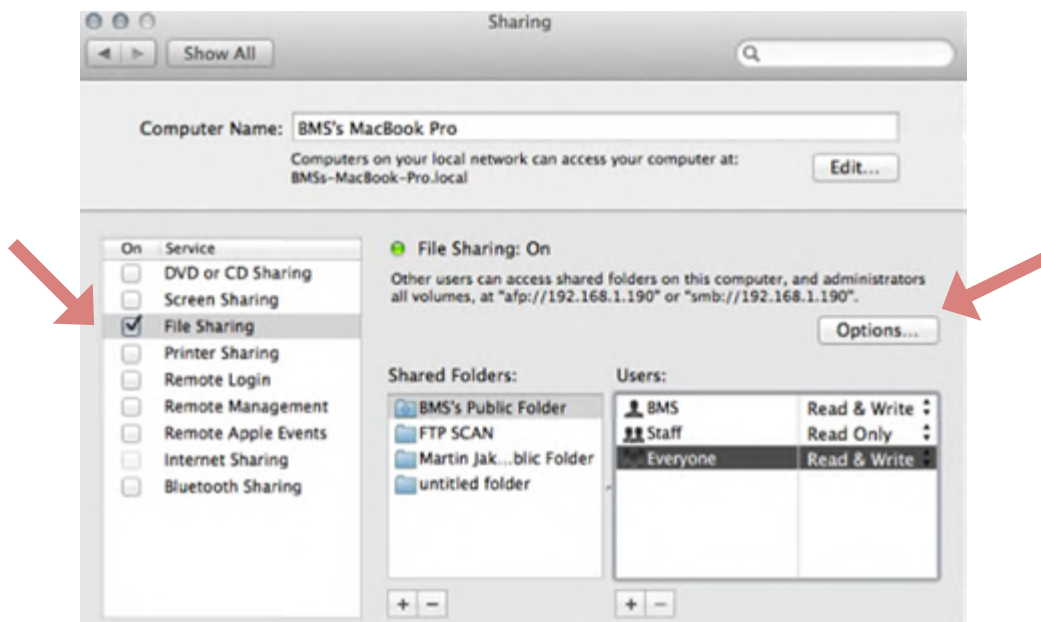 Sharing
Show All
Computer Name: BMS's MacBook Pro
Computers on your local network can access your computer at:
BMSs-MacBook-Pro.local
Edit...
On Service
DVD or CD Sharing
Screen Sharing
File Sharing
Printer Sharing
Remote Login
Remote Management
Remote Apple Events
Internet Sharing
Bluetooth Sharing
File Sharing: On
Other users can access shared folders on this computer, and administrators
all volumes, at "afp://192.168.1.190" or "smb://192.168.1.190".
Options...
Shared Folders:
BMS's Public Folder
FTP SCAN
Martin Jak...blic Folder
untitled folder
Users:
BMS Read & Write
Staff Read Only
Everyone Read & Write
+ −
+ −